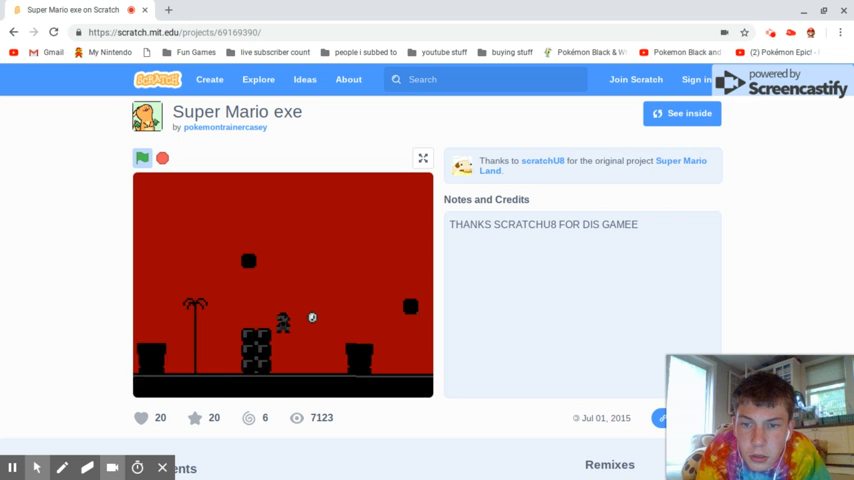 Super Mario exe on Scratch
https://scratch.mit.edu/projects/69169390/
Gmail My Nintendo Fun Games live subscriber count people i subbed to youtube stuff buying stuff Pokémon Black & W Pokemon Black and (2) Pokémon Epic! -
SCRATCH Create Explore Ideas About Search Join Scratch Sign in
powered by
Screencastify
Super Mario exe
by pokemontrainercasey
See inside
Thanks to scratchU8 for the original project Super Mario
Land.
Notes and Credits
THANKS SCRATCHU8 FOR DIS GAMEE
20 20 6 7123
Jul 01, 2015
Remixes